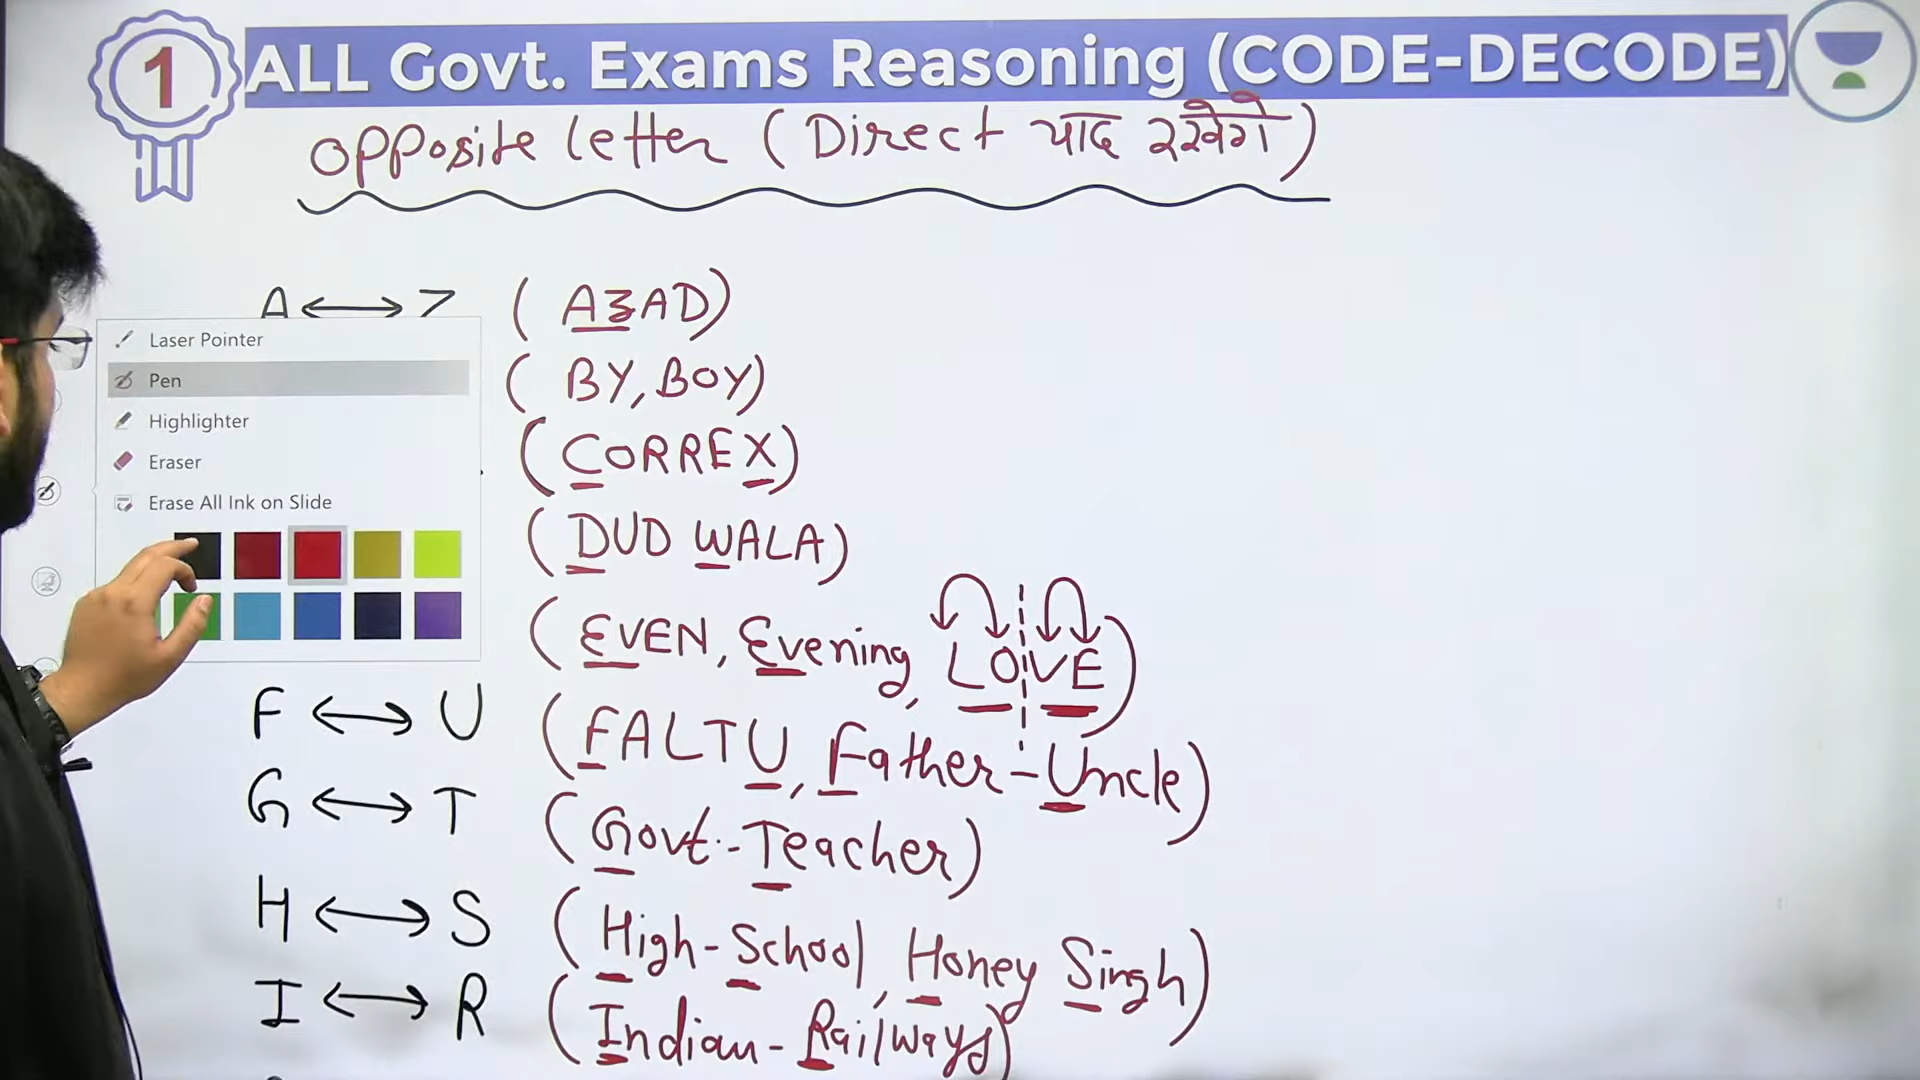 1
ALL Govt. Exams Reasoning (CODE-DECODE)
opposite letter ( Direct याद रखेंगे )
A ↔ Z ( AZAD)
Laser Pointer
Pen
Highlighter
Eraser
Erase All Ink on Slide
( BY, BOY)
( CORREX )
( DUD WALA)
( EVEN, Evening, LOVE )
F ↔ U ( FALTU, Father-Uncle)
G ↔ T ( Govt.-Teacher)
H ↔ S ( High-School, Honey Singh)
I ↔ R ( Indian-Railways)